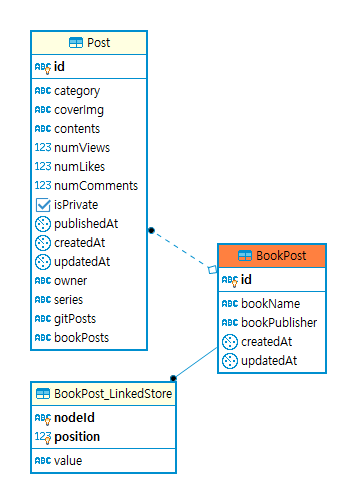 Post
ABC id
ABC category
ABC coverImg
ABC contents
123 numViews
123 numLikes
123 numComments
isPrivate
publishedAt
createdAt
updatedAt
ABC owner
ABC series
ABC gitPosts
ABC bookPosts
BookPost
ABC id
ABC bookName
ABC bookPublisher
createdAt
updatedAt
BookPost_LinkedStore
ABC nodeId
123 position
ABC value